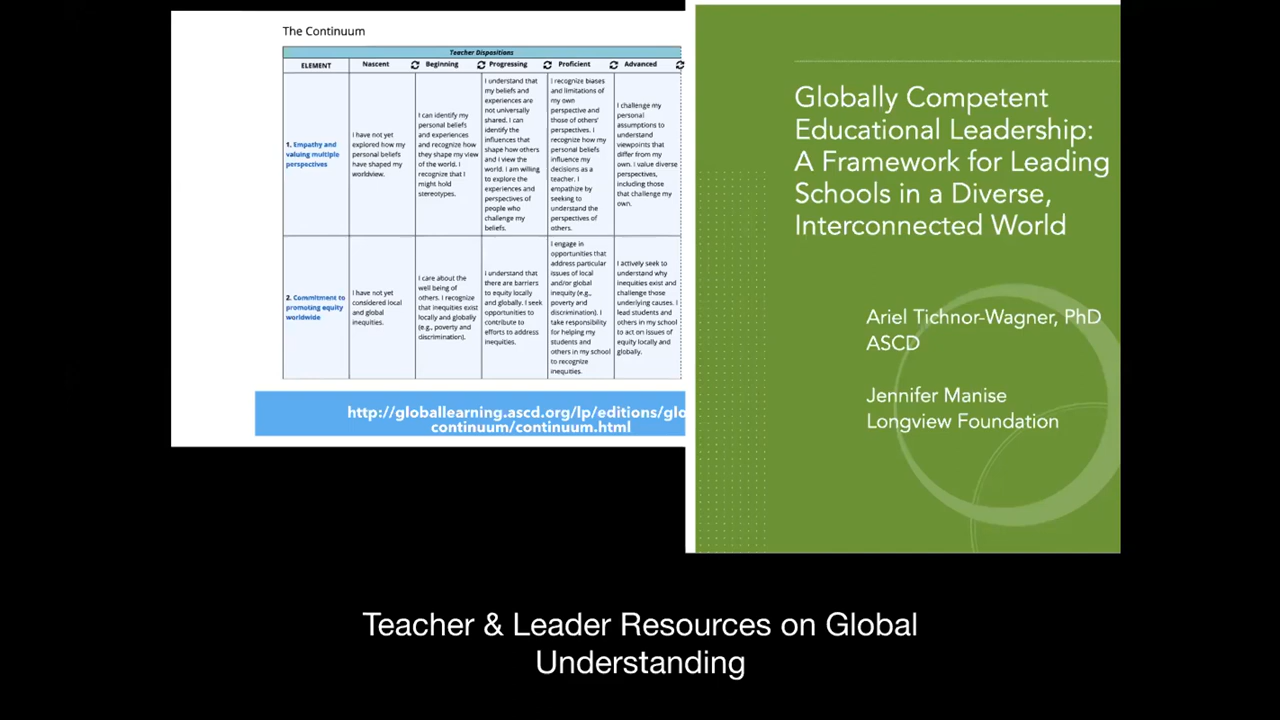 The Continuum
Teacher Dispositions
ELEMENT Nascent Beginning Progressing Proficient Advanced
1. Empathy and
valuing multiple
perspectives
I have not yet
explored how my
personal beliefs
have shaped my
worldview.
I can identify my
personal beliefs
and experiences
and recognize how
they shape my view
of the world. I
recognize that I
might hold
stereotypes.
I understand that
my beliefs and
experiences are
not universally
shared. I can
identify the
influences that
shape how others
and I view the
world. I am willing
to explore the
experiences and
perspectives of
people who
challenge my
beliefs.
I recognize biases
and limitations of
my own
perspective and
those of others'
perspectives. I
recognize how my
personal beliefs
influence my
decisions as a
teacher. I
empathize by
seeking to
understand the
perspectives of
others.
I challenge my
personal
assumptions to
understand
viewpoints that
differ from my
own. I value diverse
perspectives,
including those
that challenge my
own.
2. Commitment to
promoting equity
worldwide
I have not yet
considered local
and global
inequities.
I care about the
well being of
others. I recognize
that inequities exist
locally and globally
(e.g., poverty and
discrimination).
I understand that
there are barriers
to equity locally
and globally. I seek
opportunities to
contribute to
efforts to address
inequities.
I engage in
opportunities that
address particular
issues of local
and/or global
inequity (e.g.,
poverty and
discrimination). I
take responsibility
for helping my
students and
others in my school
to recognize
inequities.
I actively seek to
understand why
inequities exist and
challenge those
underlying causes. I
lead students and
others in my school
to act on issues of
equity locally and
globally.
http://globallearning.ascd.org/lp/editions/glo
continuum/continuum.html
Globally Competent
Educational Leadership:
A Framework for Leading
Schools in a Diverse,
Interconnected World
Ariel Tichnor-Wagner, PhD
ASCD
Jennifer Manise
Longview Foundation
Teacher & Leader Resources on Global
Understanding